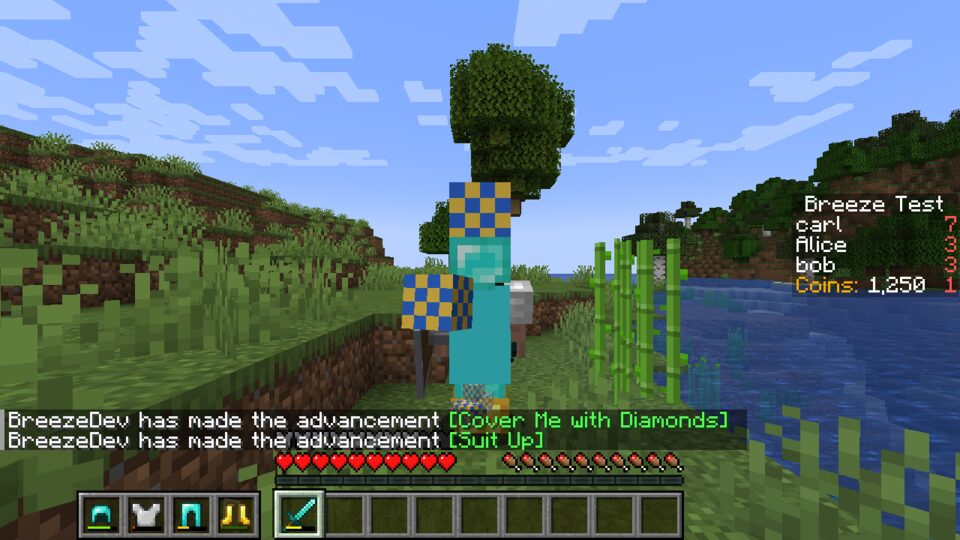 Breeze Test
carl 7
Alice 3
bob 3
Coins: 1,250 1
BreezeDev has made the advancement [Cover Me with Diamonds]
BreezeDev has made the advancement [Suit Up]